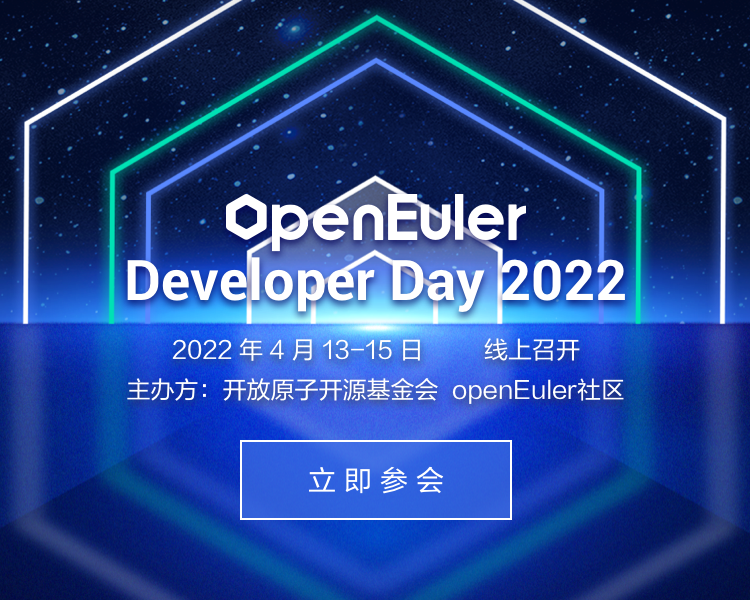 OpenEuler
Developer Day 2022
2022 年 4 月 13-15 日 线上召开
主办方：开放原子开源基金会 openEuler社区
立即参会